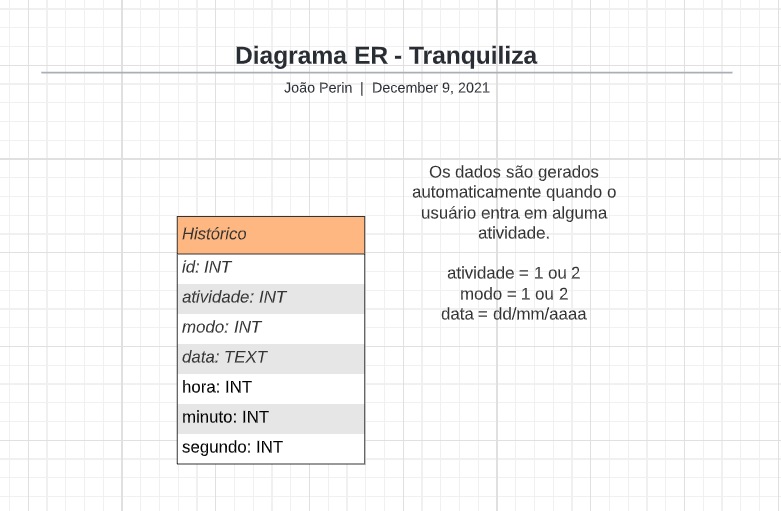 Diagrama ER - Tranquiliza
João Perin | December 9, 2021
Os dados são gerados
automaticamente quando o
usuário entra em alguma
atividade.
atividade = 1 ou 2
modo = 1 ou 2
data = dd/mm/aaaa
Histórico
id: INT
atividade: INT
modo: INT
data: TEXT
hora: INT
minuto: INT
segundo: INT